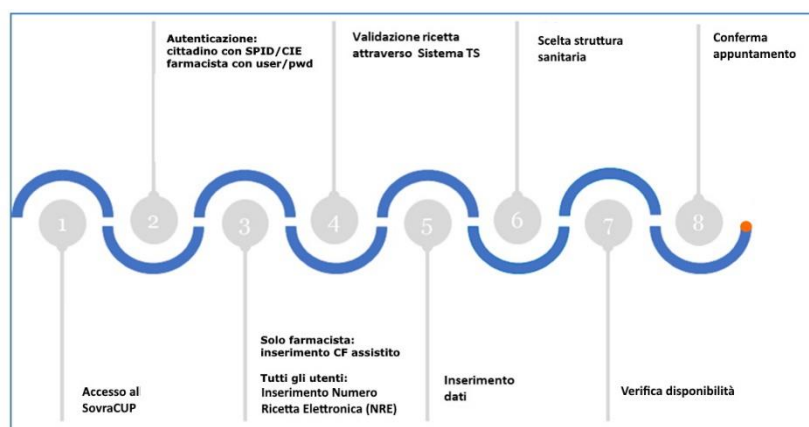 Autenticazione:
cittadino con SPID/CIE
farmacista con user/pwd
Validazione ricetta
attraverso Sistema TS
Scelta struttura
sanitaria
Conferma
appuntamento
1
2
3
4
5
6
7
8
Accesso al
SovraCUP
Solo farmacista:
inserimento CF assistito
Tutti gli utenti:
Inserimento Numero
Ricetta Elettronica (NRE)
Inserimento
dati
Verifica disponibilità